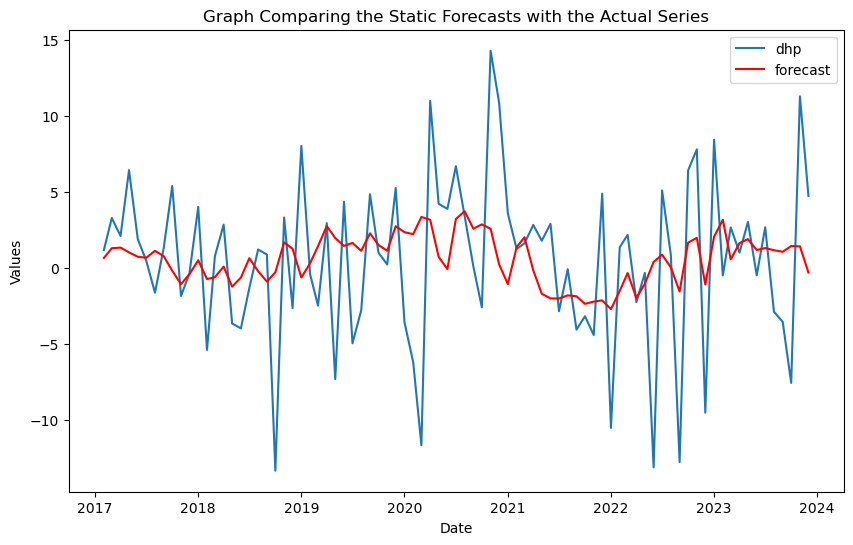 Graph Comparing the Static Forecasts with the Actual Series
dhp
forecast
15
10
5
0
−5
−10
Values
2017 2018 2019 2020 2021 2022 2023 2024
Date